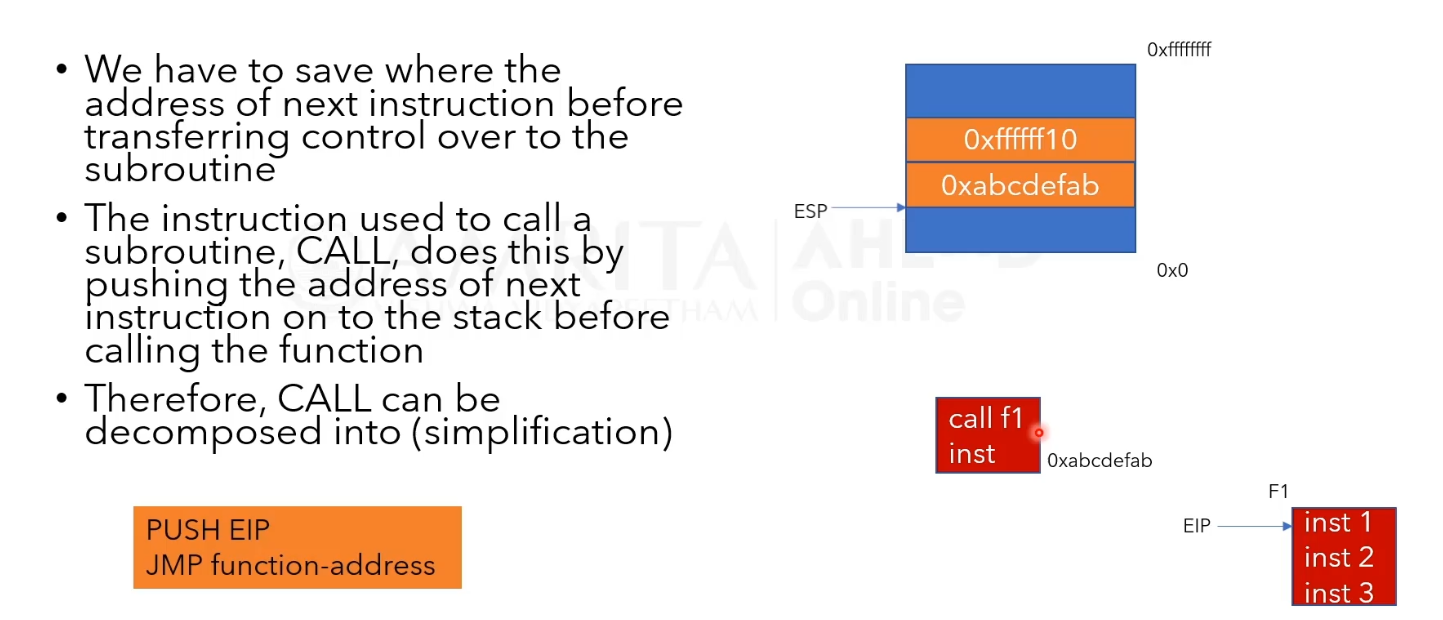 • We have to save where the
address of next instruction before
transferring control over to the
subroutine
• The instruction used to call a
subroutine, CALL, does this by
pushing the address of next
instruction on to the stack before
calling the function
• Therefore, CALL can be
decomposed into (simplification)
PUSH EIP
JMP function-address
0xffffffff
0xffffff10
0xabcdefab
ESP
0x0
AMRITA
Online
call f1
inst
0xabcdefab
F1
EIP
inst 1
inst 2
inst 3